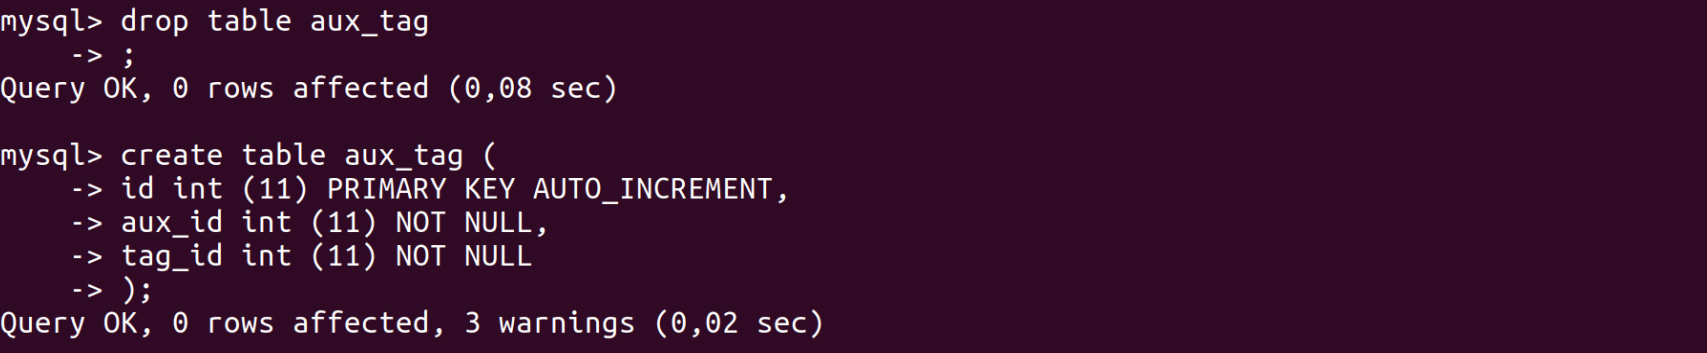 mysql> drop table aux_tag
    -> ;
Query OK, 0 rows affected (0,08 sec)

mysql> create table aux_tag (
    -> id int (11) PRIMARY KEY AUTO_INCREMENT,
    -> aux_id int (11) NOT NULL,
    -> tag_id int (11) NOT NULL
    -> );
Query OK, 0 rows affected, 3 warnings (0,02 sec)